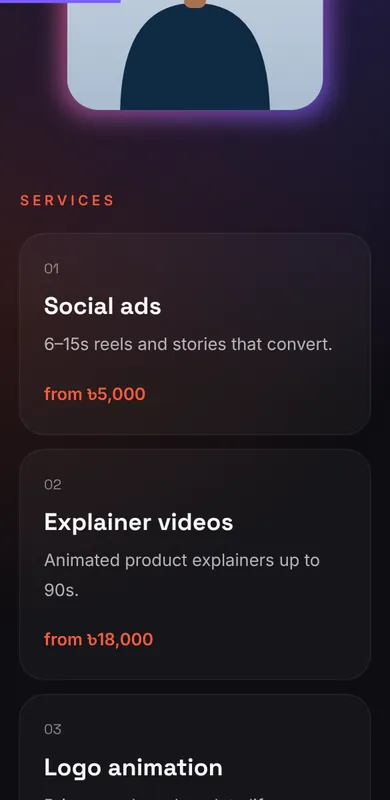 SERVICES
01
Social ads
6–15s reels and stories that convert.
from ৳5,000
02
Explainer videos
Animated product explainers up to
90s.
from ৳18,000
03
Logo animation